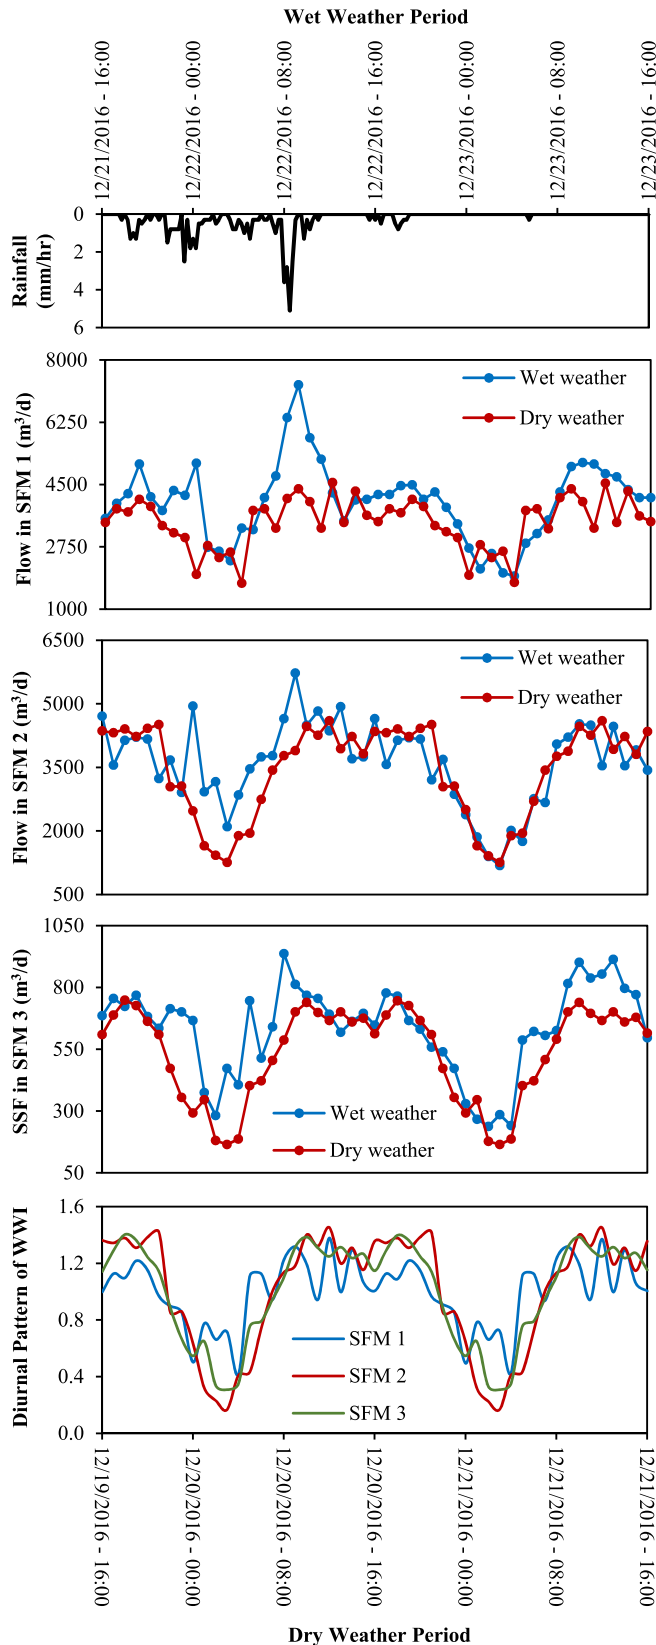 Wet Weather Period
12/21/2016 - 16:00
12/22/2016 - 00:00
12/22/2016 - 08:00
12/22/2016 - 16:00
12/23/2016 - 00:00
12/23/2016 - 08:00
12/23/2016 - 16:00
Rainfall
(mm/hr)
0
2
4
6
Flow in SFM 1 (m³/d)
8000
6250
4500
2750
1000
Wet weather
Dry weather
Flow in SFM 2 (m³/d)
6500
5000
3500
2000
500
Wet weather
Dry weather
SSF in SFM 3 (m³/d)
1050
800
550
300
50
Wet weather
Dry weather
Diurnal Pattern of WWI
1.6
1.2
0.8
0.4
0.0
SFM 1
SFM 2
SFM 3
12/19/2016 - 16:00
12/20/2016 00:00
12/20/2016 - 08:00
12/20/2016 - 16:00
12/21/2016 - 00:00
12/21/2016 - 08:00
12/21/2016 - 16:00
Dry Weather Period